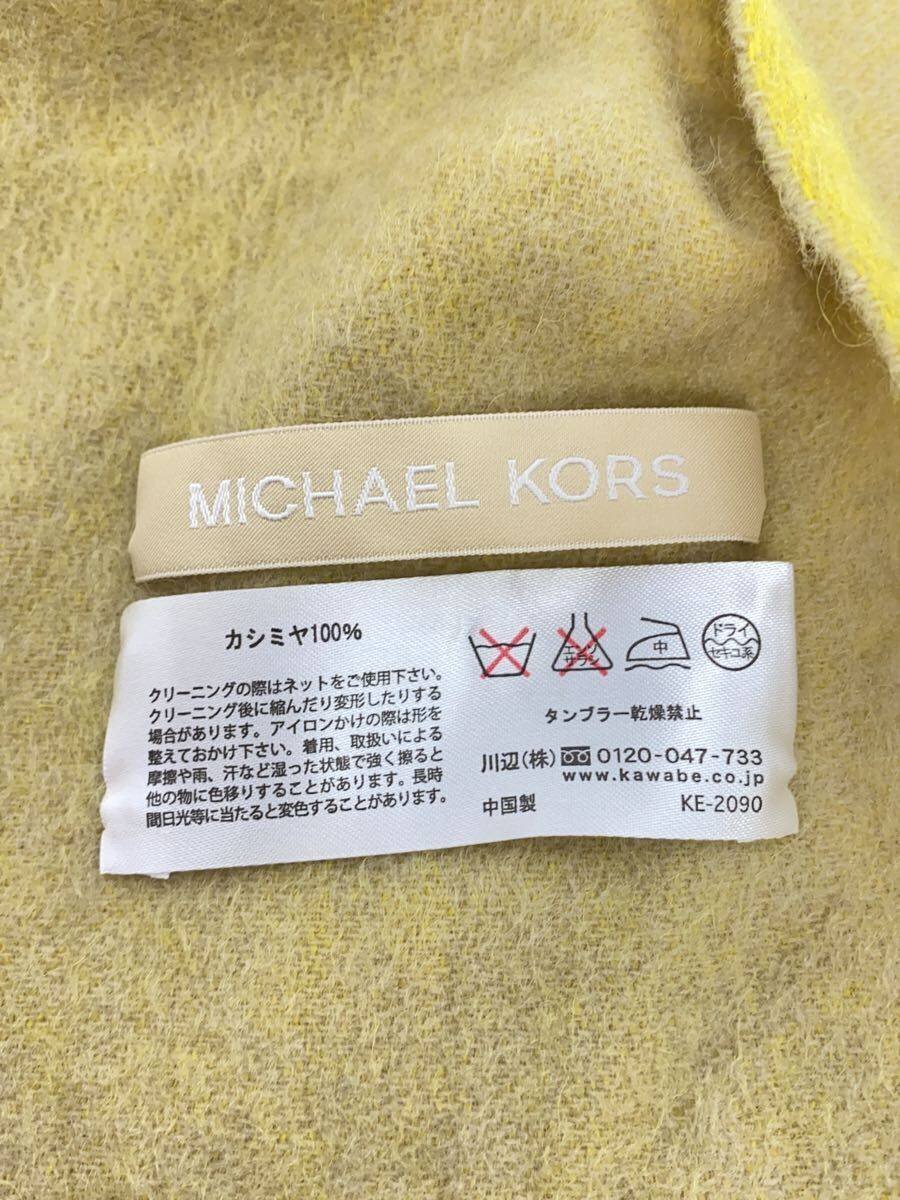 MICHAEL KORS
カシミヤ100%
クリーニングの際はネットをご使用下さい。
クリーニング後に縮んだり変形したりする
場合があります。アイロンかけの際は形を
整えておかけ下さい。着用、取扱いによる
摩擦や雨、汗など湿った状態で強く擦ると
他の物に色移りすることがあります。長時
間日光等に当たると変色することがあります。
エンソ
サラシ
中
ドライ
セキユ系
タンブラー乾燥禁止
川辺(株) 0120-047-733
www.kawabe.co.jp
中国製 KE-2090